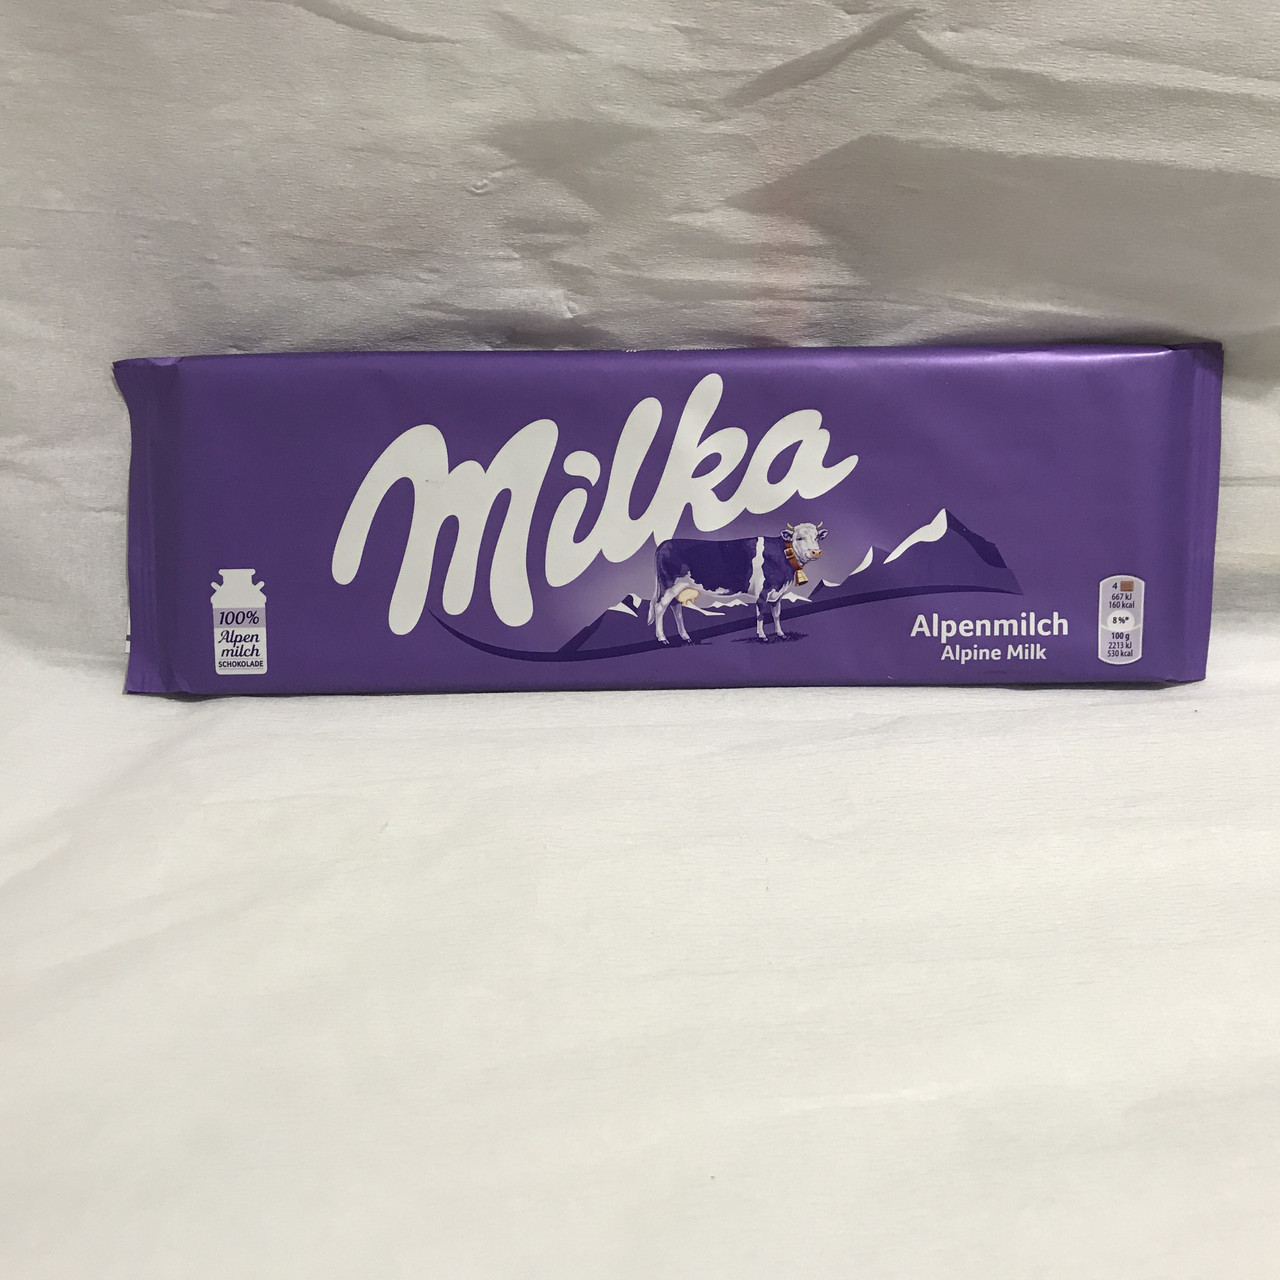 Milka
100%
Alpen
milch
SCHOKOLADE
Alpenmilch
Alpine Milk
4
667 kJ
160 kcal
8 %*
100 g
2213 kJ
530 kcal